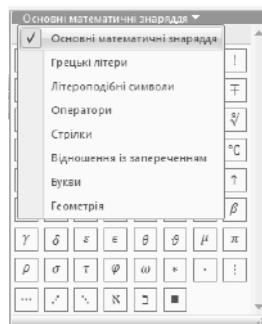 Основні математичні знаряддя
✓ Основні математичні знаряддя
Грецькі літери
Літероподібні символи
Оператори
Стрілки
Відношення із запереченням
Букви
Геометрія
!
∓
∜
°C
↑
β
γ δ ε ϵ θ ϑ μ π
ρ σ τ φ ω * · ⋮
⋯ ⋰ ⋱ ℵ ℶ ■